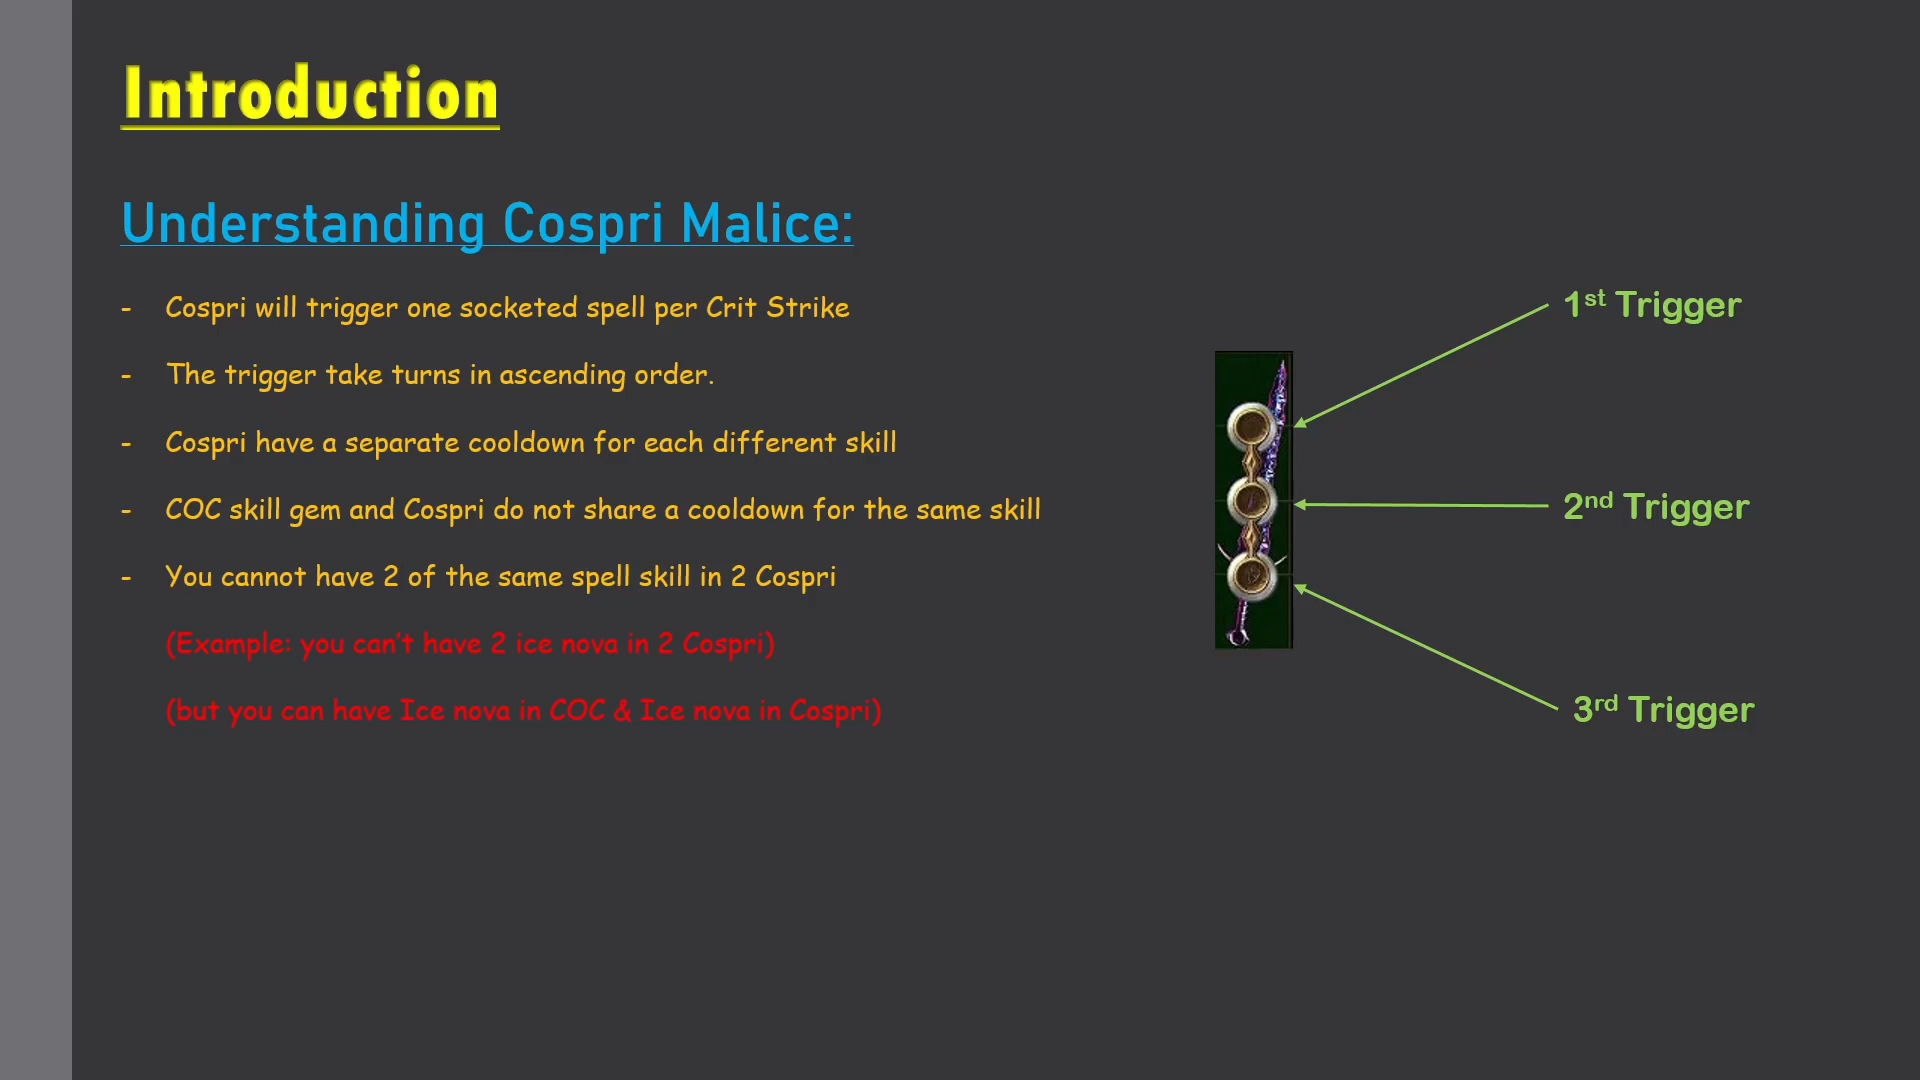 Introduction
Understanding Cospri Malice:
- Cospri will trigger one socketed spell per Crit Strike
- The trigger take turns in ascending order.
- Cospri have a separate cooldown for each different skill
- COC skill gem and Cospri do not share a cooldown for the same skill
- You cannot have 2 of the same spell skill in 2 Cospri
(Example: you can't have 2 ice nova in 2 Cospri)
(but you can have Ice nova in COC & Ice nova in Cospri)
1st Trigger
2nd Trigger
3rd Trigger